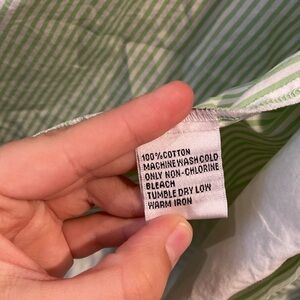 100% COTTON
MACHINE WASH COLD
ONLY NON-CHLORINE
BLEACH
TUMBLE DRY LOW
WARM IRON